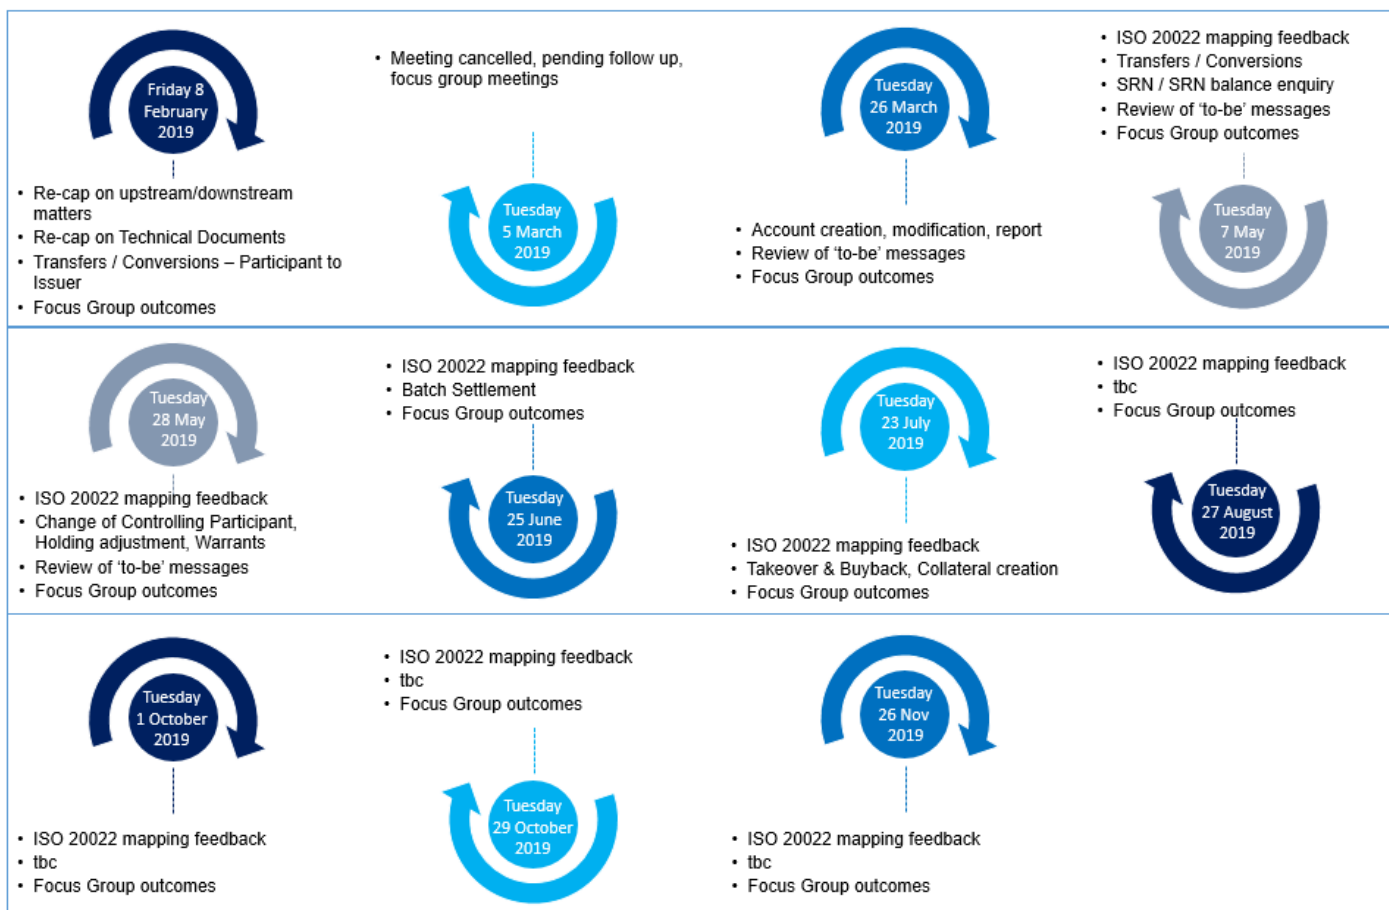 Friday 8
February
2019
• Re-cap on upstream/downstream
matters
• Re-cap on Technical Documents
• Transfers / Conversions – Participant to
Issuer
• Focus Group outcomes
• Meeting cancelled, pending follow up,
focus group meetings
Tuesday
5 March
2019
Tuesday
26 March
2019
• Account creation, modification, report
• Review of ‘to-be’ messages
• Focus Group outcomes
• ISO 20022 mapping feedback
• Transfers / Conversions
• SRN / SRN balance enquiry
• Review of ‘to-be’ messages
• Focus Group outcomes
Tuesday
7 May
2019
Tuesday
28 May
2019
• ISO 20022 mapping feedback
• Change of Controlling Participant,
Holding adjustment, Warrants
• Review of ‘to-be’ messages
• Focus Group outcomes
• ISO 20022 mapping feedback
• Batch Settlement
• Focus Group outcomes
Tuesday
25 June
2019
Tuesday
23 July
2019
• ISO 20022 mapping feedback
• Takeover & Buyback, Collateral creation
• Focus Group outcomes
• ISO 20022 mapping feedback
• tbc
• Focus Group outcomes
Tuesday
27 August
2019
Tuesday
1 October
2019
• ISO 20022 mapping feedback
• tbc
• Focus Group outcomes
• ISO 20022 mapping feedback
• tbc
• Focus Group outcomes
Tuesday
29 October
2019
Tuesday
26 Nov
2019
• ISO 20022 mapping feedback
• tbc
• Focus Group outcomes